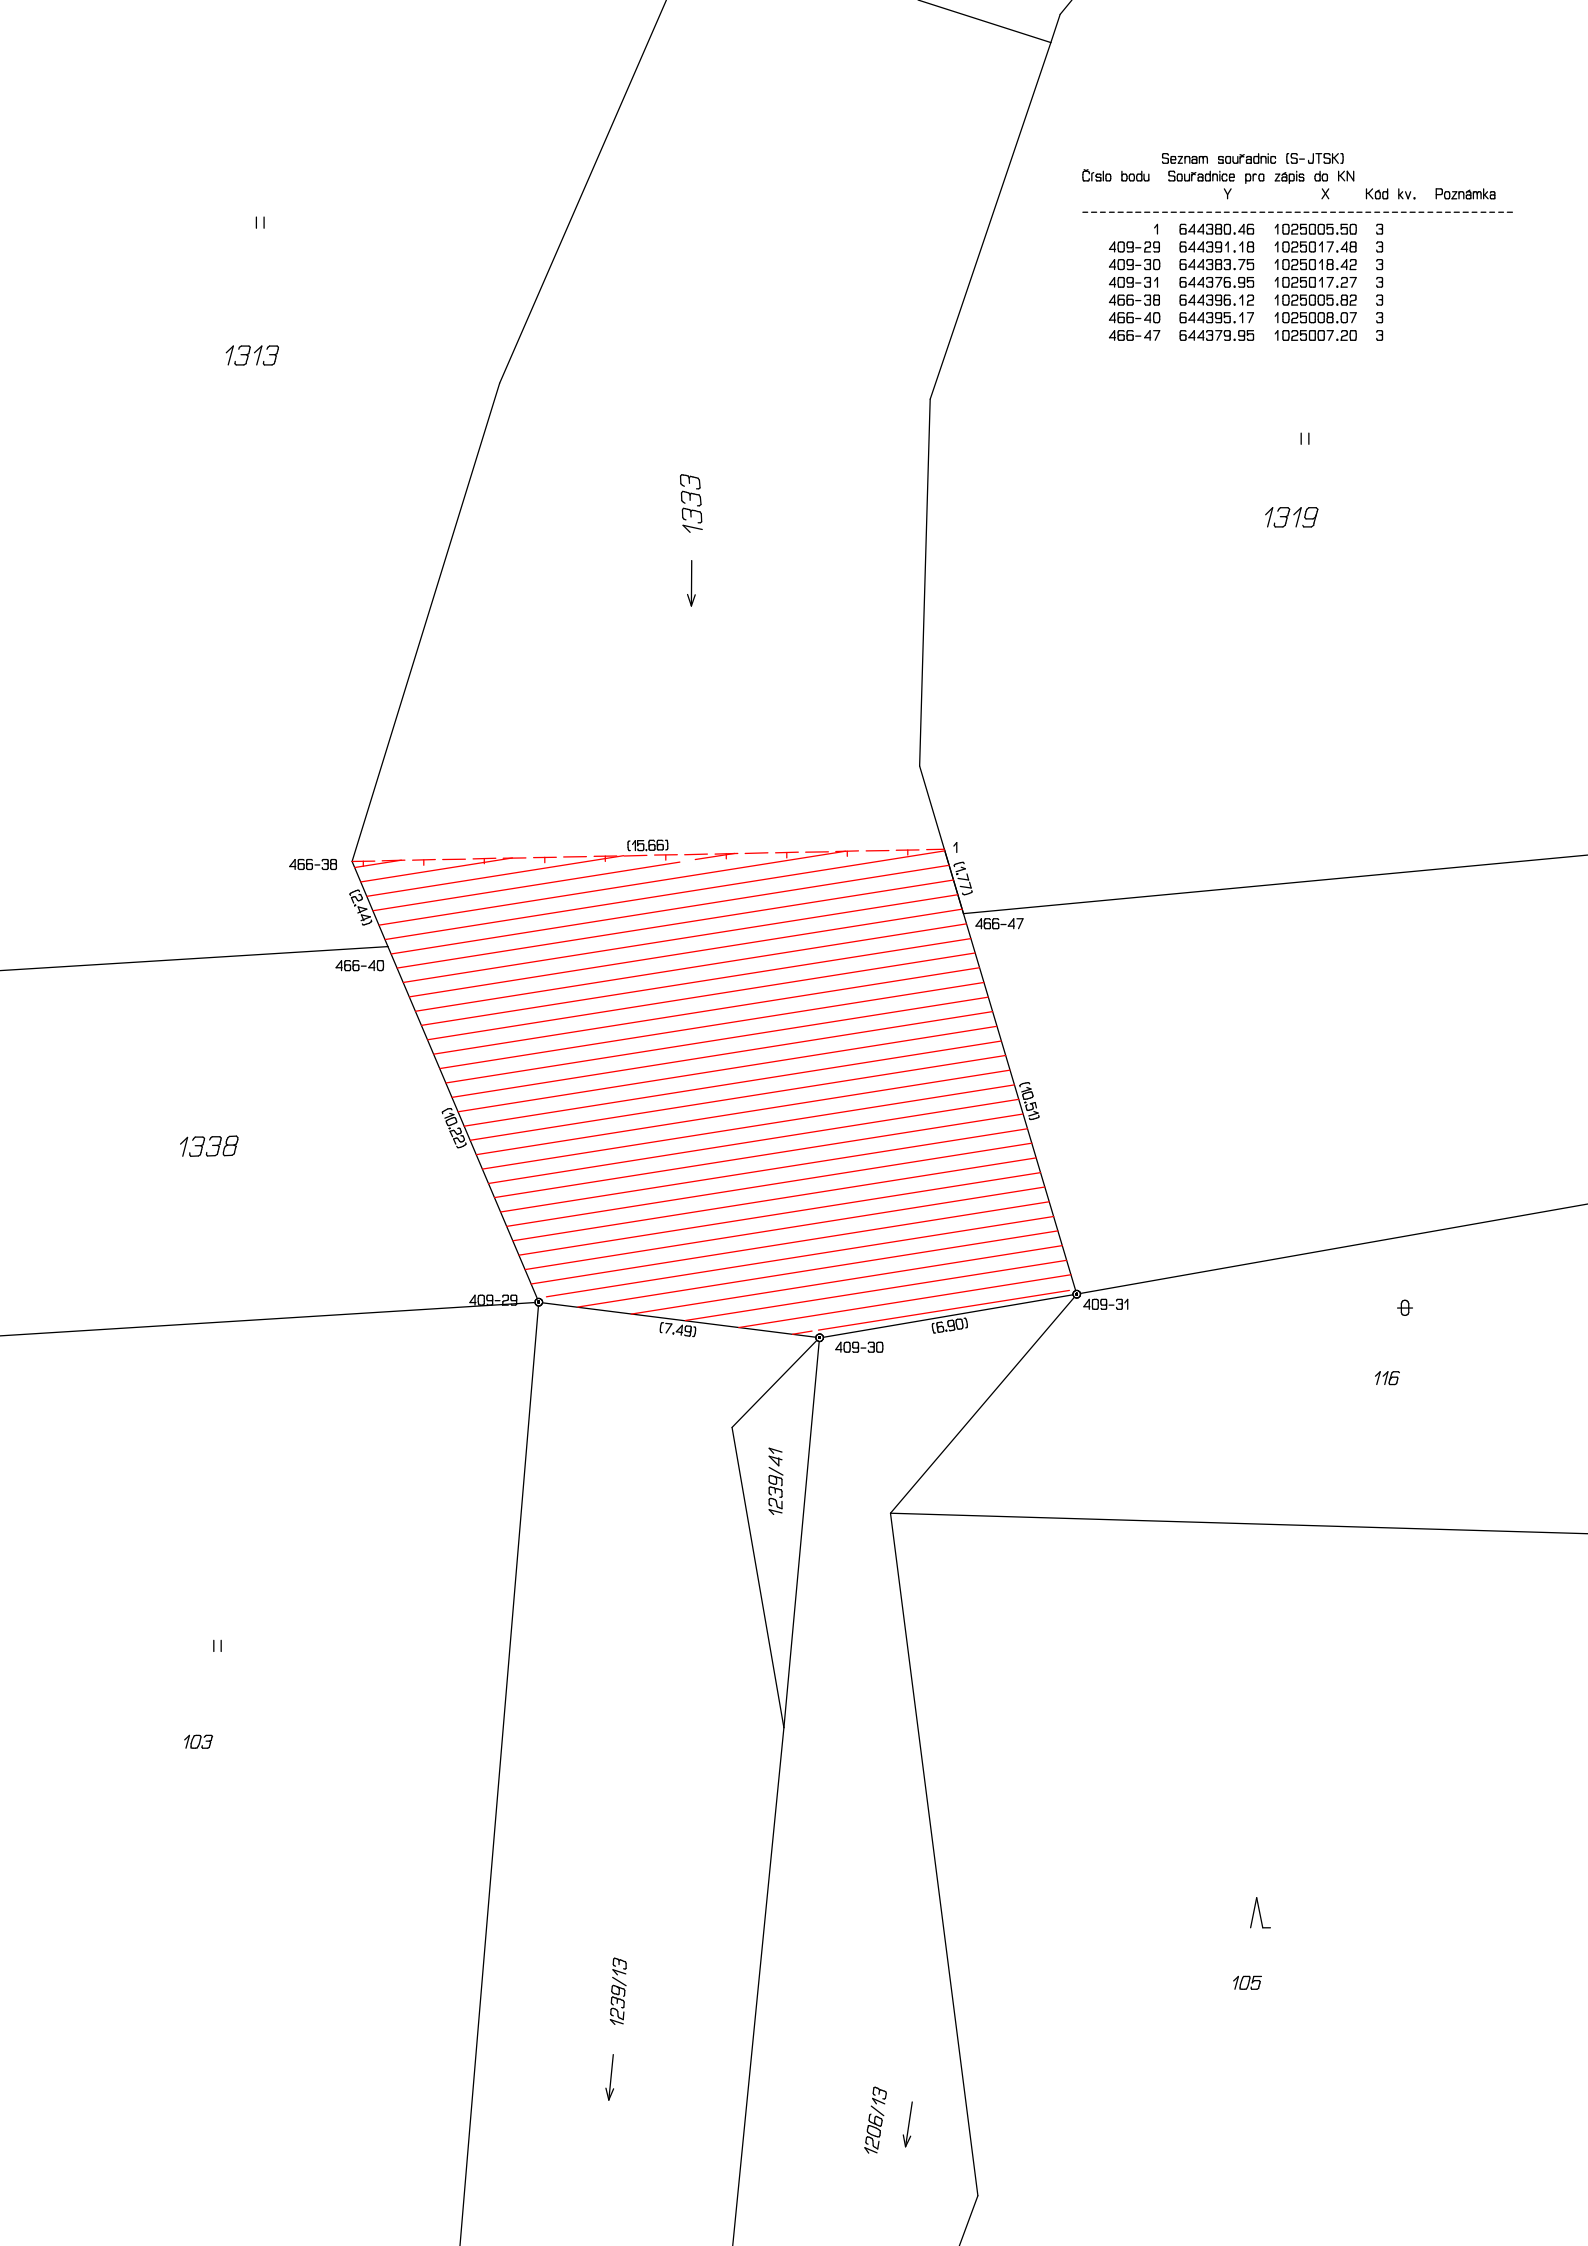 Seznam souřadnic (S-JTSK)
Číslo bodu Souřadnice pro zápis do KN
Y X Kód kv. Poznámka
1 644380.46 1025005.50 3
409-29 644391.18 1025017.48 3
409-30 644383.75 1025018.42 3
409-31 644376.95 1025017.27 3
466-38 644396.12 1025005.82 3
466-40 644395.17 1025008.07 3
466-47 644379.95 1025007.20 3
1313
1333
1319
(15.66)
1
466-38
(1.77)
(2.44)
466-47
466-40
(10.51)
(10.22)
1338
409-29
409-31
(7.49)
(6.90)
409-30
116
1239/41
103
105
1239/13
1206/13